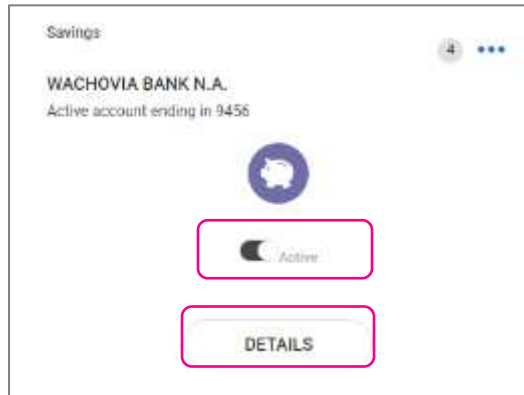 Savings
4
WACHOVIA BANK N.A.
Active account ending in 9456
Active
DETAILS